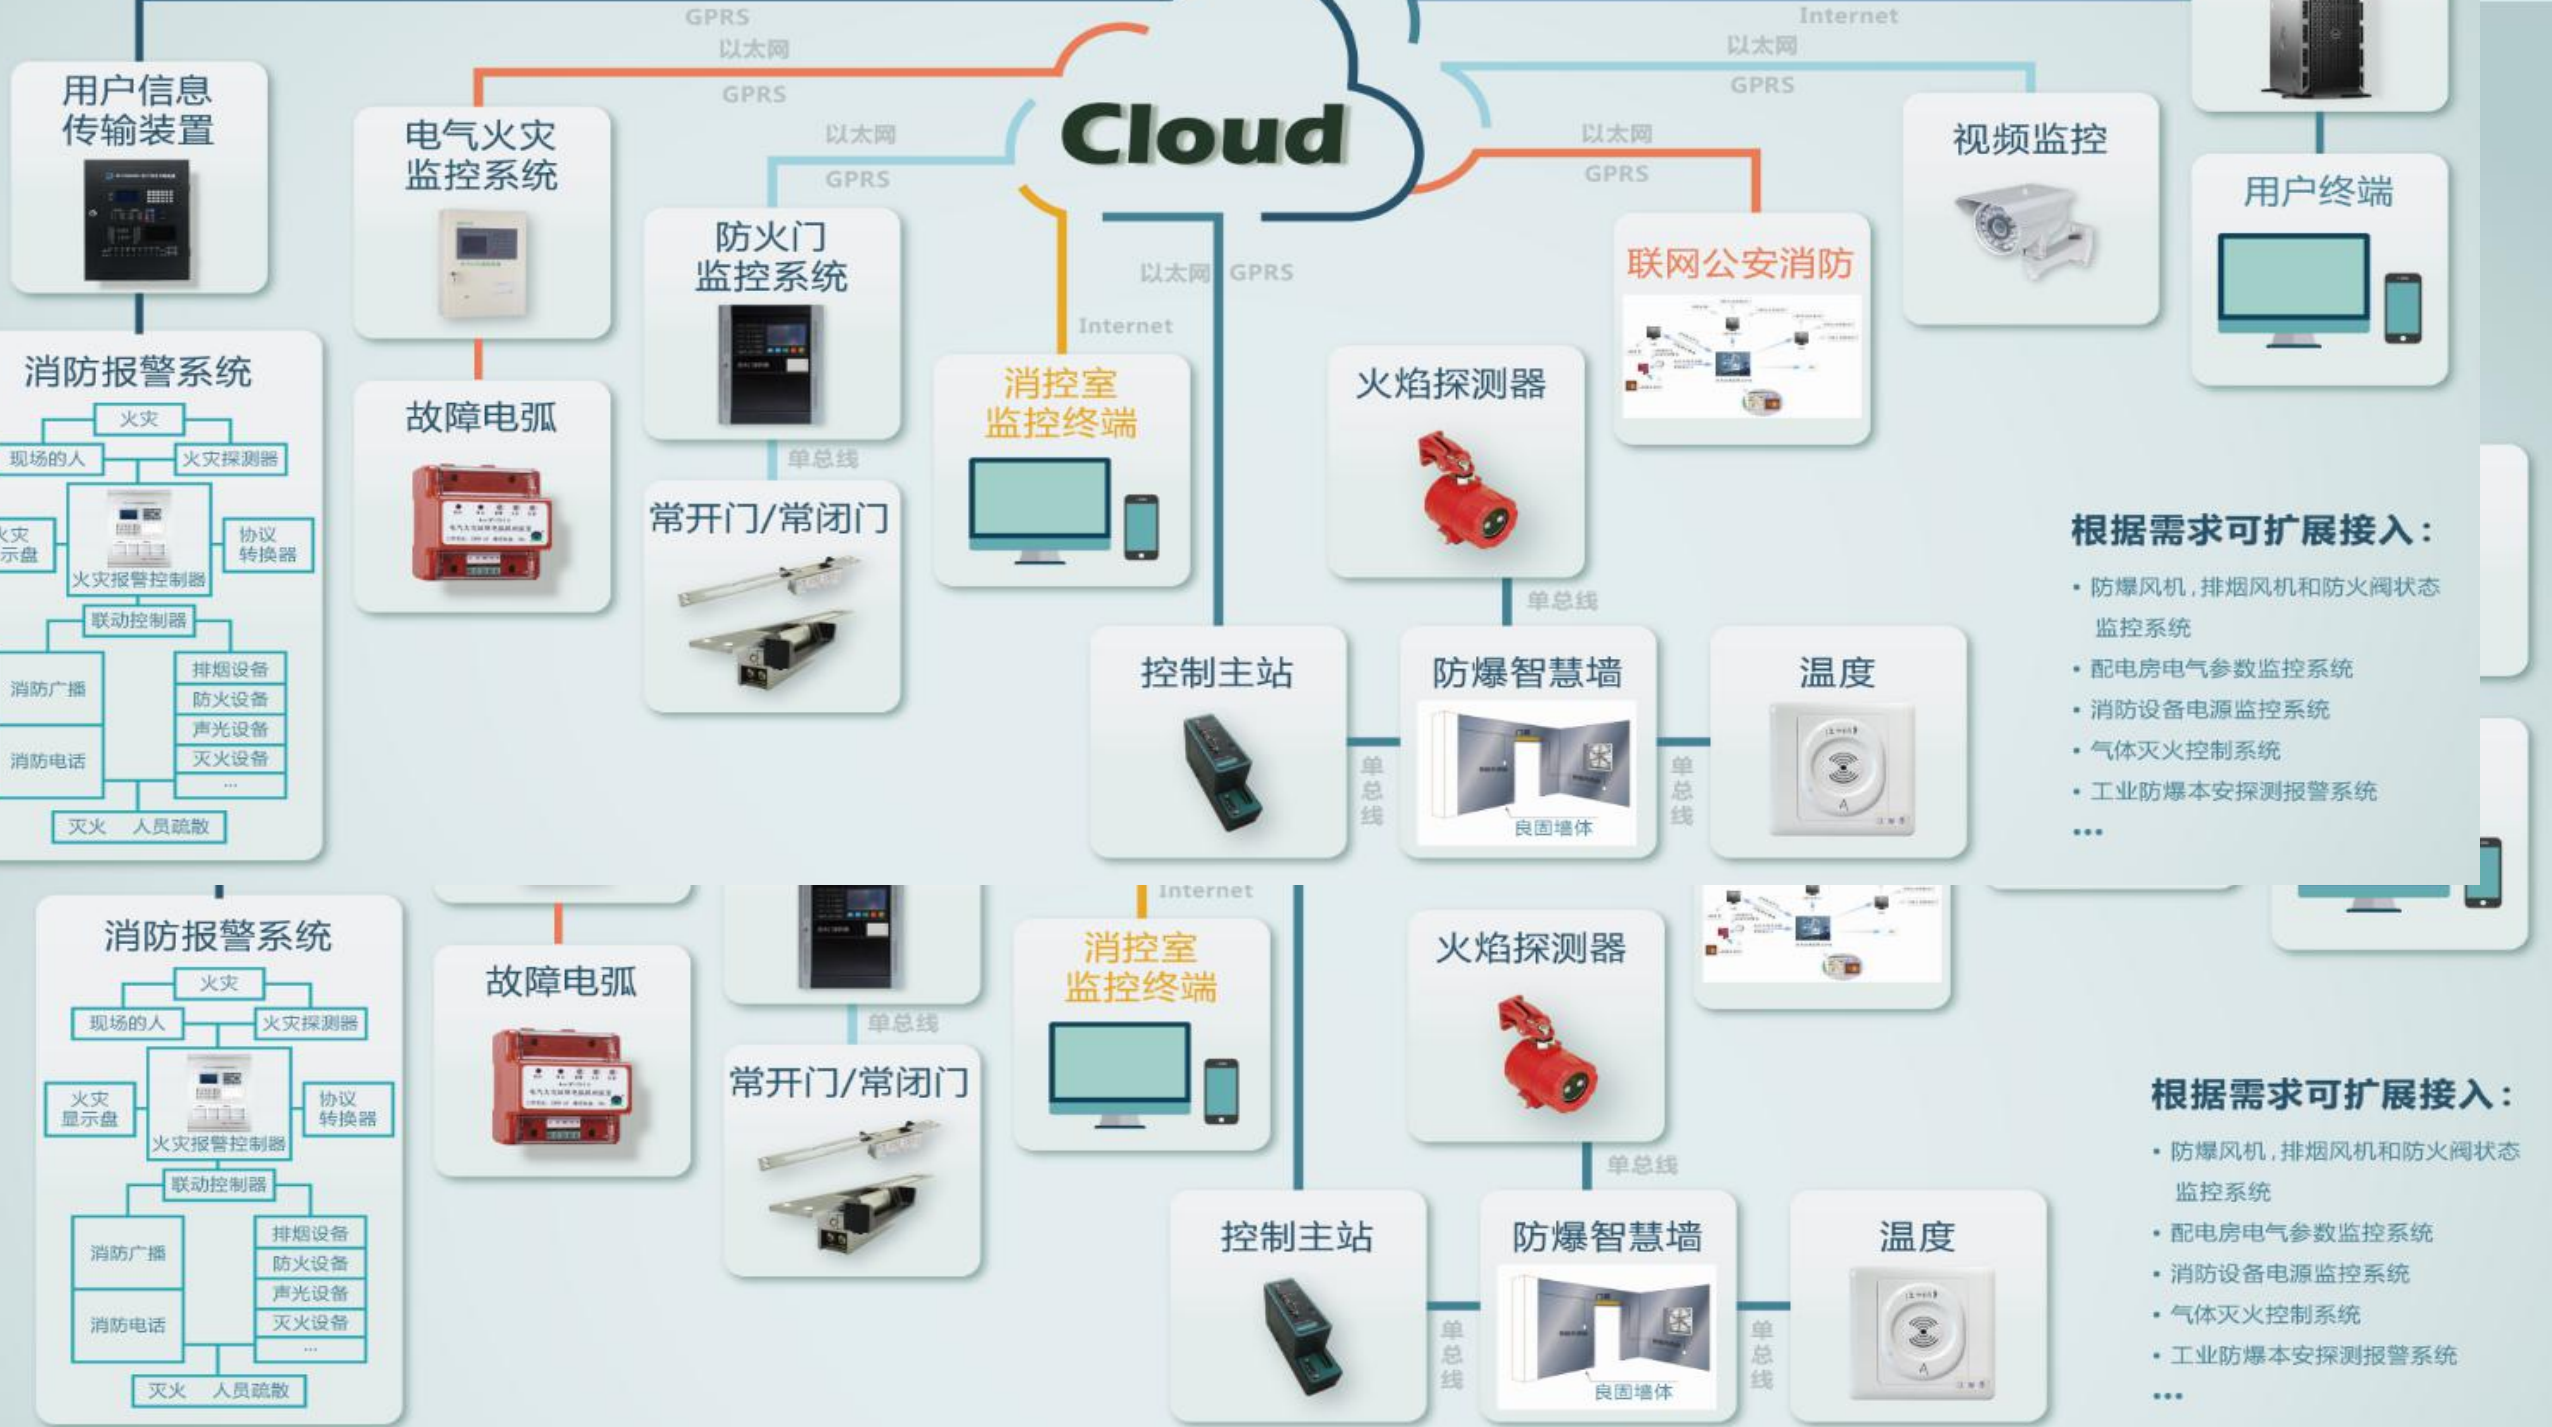 GPRS
以太网
GPRS
Internet
以太网
GPRS
用户信息
传输装置
电气火灾
监控系统
以太网
GPRS
Cloud
以太网
GPRS
视频监控
用户终端
防火门
监控系统
以太网 GPRS
联网公安消防
Internet
消防报警系统
火灾
现场的人
火灾探测器
示盘
火灾报警控制器
协议
转换器
联动控制器
消防广播
消防电话
排烟设备
防火设备
声光设备
灭火设备
...
灭火 人员疏散
故障电弧
单总线
常开门/常闭门
消控室
监控终端
火焰探测器
单总线
控制主站
单总线
防爆智慧墙
良固墙体
单总线
温度
根据需求可扩展接入:
• 防爆风机,排烟风机和防火阀状态
监控系统
• 配电房电气参数监控系统
• 消防设备电源监控系统
• 气体灭火控制系统
• 工业防爆本安探测报警系统
•••
Internet
消防报警系统
火灾
现场的人
火灾探测器
火灾
显示盘
火灾报警控制器
协议
转换器
联动控制器
消防广播
消防电话
排烟设备
防火设备
声光设备
灭火设备
...
灭火 人员疏散
故障电弧
单总线
常开门/常闭门
消控室
监控终端
火焰探测器
单总线
控制主站
单总线
防爆智慧墙
良固墙体
单总线
温度
根据需求可扩展接入:
• 防爆风机,排烟风机和防火阀状态
监控系统
• 配电房电气参数监控系统
• 消防设备电源监控系统
• 气体灭火控制系统
• 工业防爆本安探测报警系统
•••